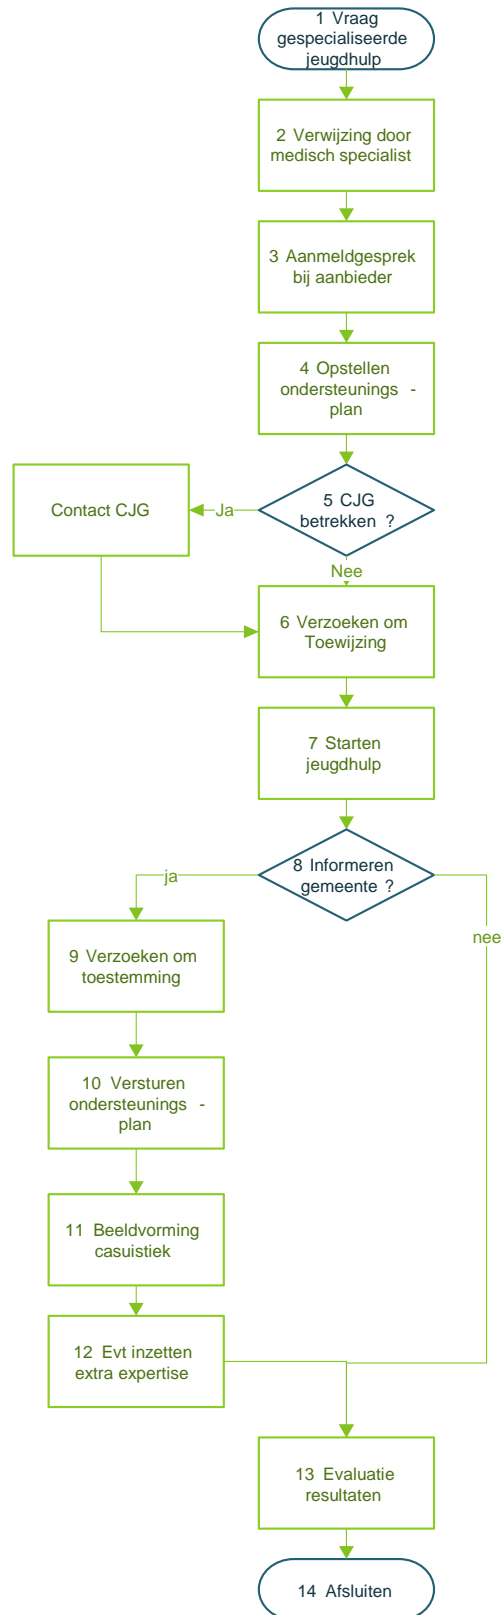 1 Vraag
gespecialiseerde
jeugdhulp
2 Verwijzing door
medisch specialist
3 Aanmeldgesprek
bij aanbieder
4 Opstellen
ondersteunings -
plan
5 CJG
betrekken ?
Ja
Contact CJG
Nee
6 Verzoeken om
Toewijzing
7 Starten
jeugdhulp
8 Informeren
gemeente ?
ja
nee
9 Verzoeken om
toestemming
10 Versturen
ondersteunings -
plan
11 Beeldvorming
casuistiek
12 Evt inzetten
extra expertise
13 Evaluatie
resultaten
14 Afsluiten